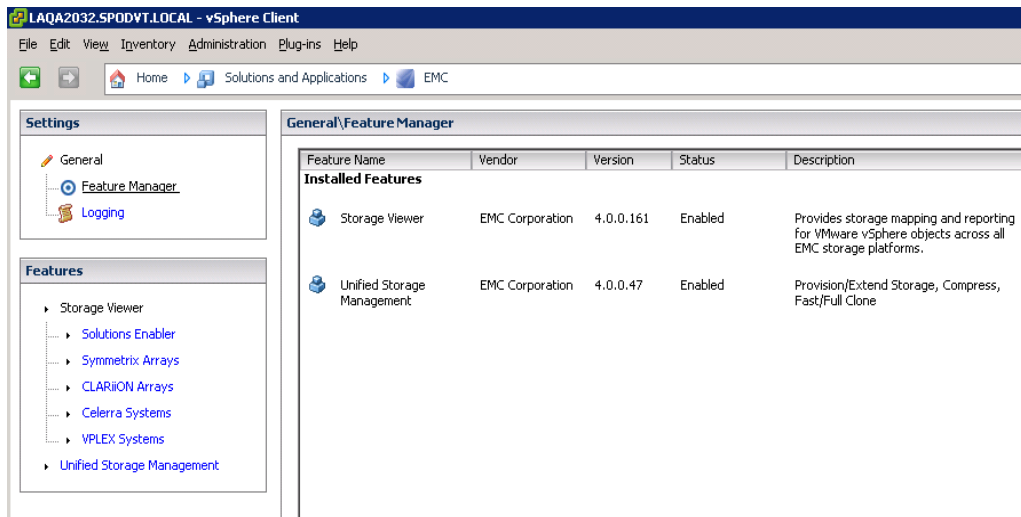 LAQA2032.SPODVT.LOCAL - vSphere Client
File Edit View Inventory Administration Plug-ins Help
Home Solutions and Applications EMC
Settings
General
Feature Manager
Logging
Features
Storage Viewer
Solutions Enabler
Symmetrix Arrays
CLARiiON Arrays
Celerra Systems
VPLEX Systems
Unified Storage Management
General\Feature Manager
Feature Name Vendor Version Status Description
Installed Features
Storage Viewer EMC Corporation 4.0.0.161 Enabled Provides storage mapping and reporting
for VMware vSphere objects across all
EMC storage platforms.
Unified Storage EMC Corporation 4.0.0.47 Enabled Provision/Extend Storage, Compress,
Management Fast/Full Clone